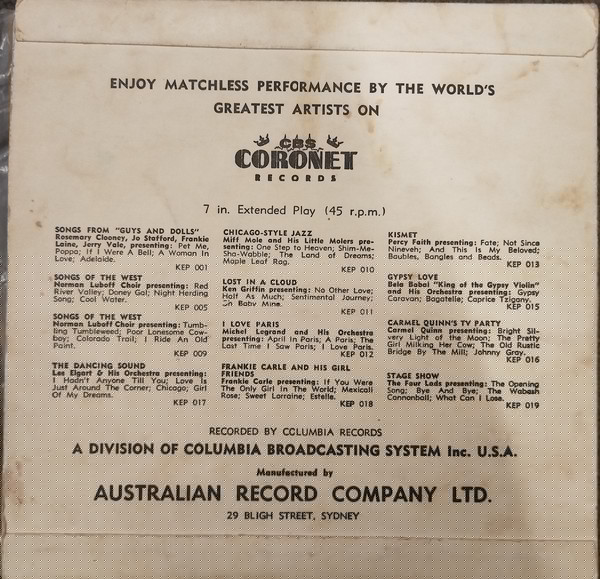 ENJOY MATCHLESS PERFORMANCE BY THE WORLD'S
GREATEST ARTISTS ON
CBS
CORONET
RECORDS
7 in. Extended Play (45 r.p.m.)
SONGS FROM "GUYS AND DOLLS"
Rosemary Clooney, Jo Stafford, Frankie
Laine, Jerry Vale, presenting: Pet Me,
Poppa; If I Were A Bell; A Woman In
Love; Adelaide.
KEP 001
SONGS OF THE WEST
Norman Luboff Choir presenting: Red
River Valley; Doney Gal; Night Herding
Song; Cool Water.
KEP 005
SONGS OF THE WEST
Norman Luboff Choir presenting: Tumb-
ling Tumbleweed; Poor Lonesome Cow-
boy; Colorado Trail; I Ride An Old
Paint.
KEP 009
THE DANCING SOUND
Les Elgart & His Orchestra presenting:
I Hadn't Anyone Till You; Love Is
Just Around The Corner; Chicago; Girl
Of My Dreams.
KEP 017
CHICAGO-STYLE JAZZ
Miff Mole and His Little Molers pre-
senting: One Step to Heaven; Shim-Me-
Sha-Wabble; The Land of Dreams;
Maple Leaf Rag.
KEP 010
LOST IN A CLOUD
Ken Griffin presenting: No Other Love;
Half As Much; Sentimental Journey;
Oh Baby Mine.
KEP 011
I LOVE PARIS
Michel Legrand and His Orchestra
presenting: April In Paris; A Paris; The
Last Time I Saw Paris; I Love Paris.
KEP 012
FRANKIE CARLE AND HIS GIRL
FRIENDS
Frankie Carle presenting: If You Were
The Only Girl In The World; Mexicali
Rose; Sweet Lorraine; Estelle.
KEP 018
KISMET
Percy Faith presenting: Fate; Not Since
Nineveh; And This Is My Beloved;
Baubles, Bangles and Beads.
KEP 013
GYPSY LOVE
Bela Babai "King of the Gypsy Violin"
and His Orchestra presenting: Gypsy
Caravan; Bagatelle; Caprice Tzigany.
KEP 015
CARMEL QUINN'S TV PARTY
Carmel Quinn presenting: Bright Sil-
very Light of the Moon; The Pretty
Girl Milking Her Cow; The Old Rustic
Bridge By The Mill; Johnny Gray.
KEP 016
STAGE SHOW
The Four Lads presenting: The Opening
Song; Bye And Bye; The Wabash
Cannonball; What Can I Lose.
KEP 019
RECORDED BY COLUMBIA RECORDS
A DIVISION OF COLUMBIA BROADCASTING SYSTEM Inc. U.S.A.
Manufactured by
AUSTRALIAN RECORD COMPANY LTD.
29 BLIGH STREET, SYDNEY